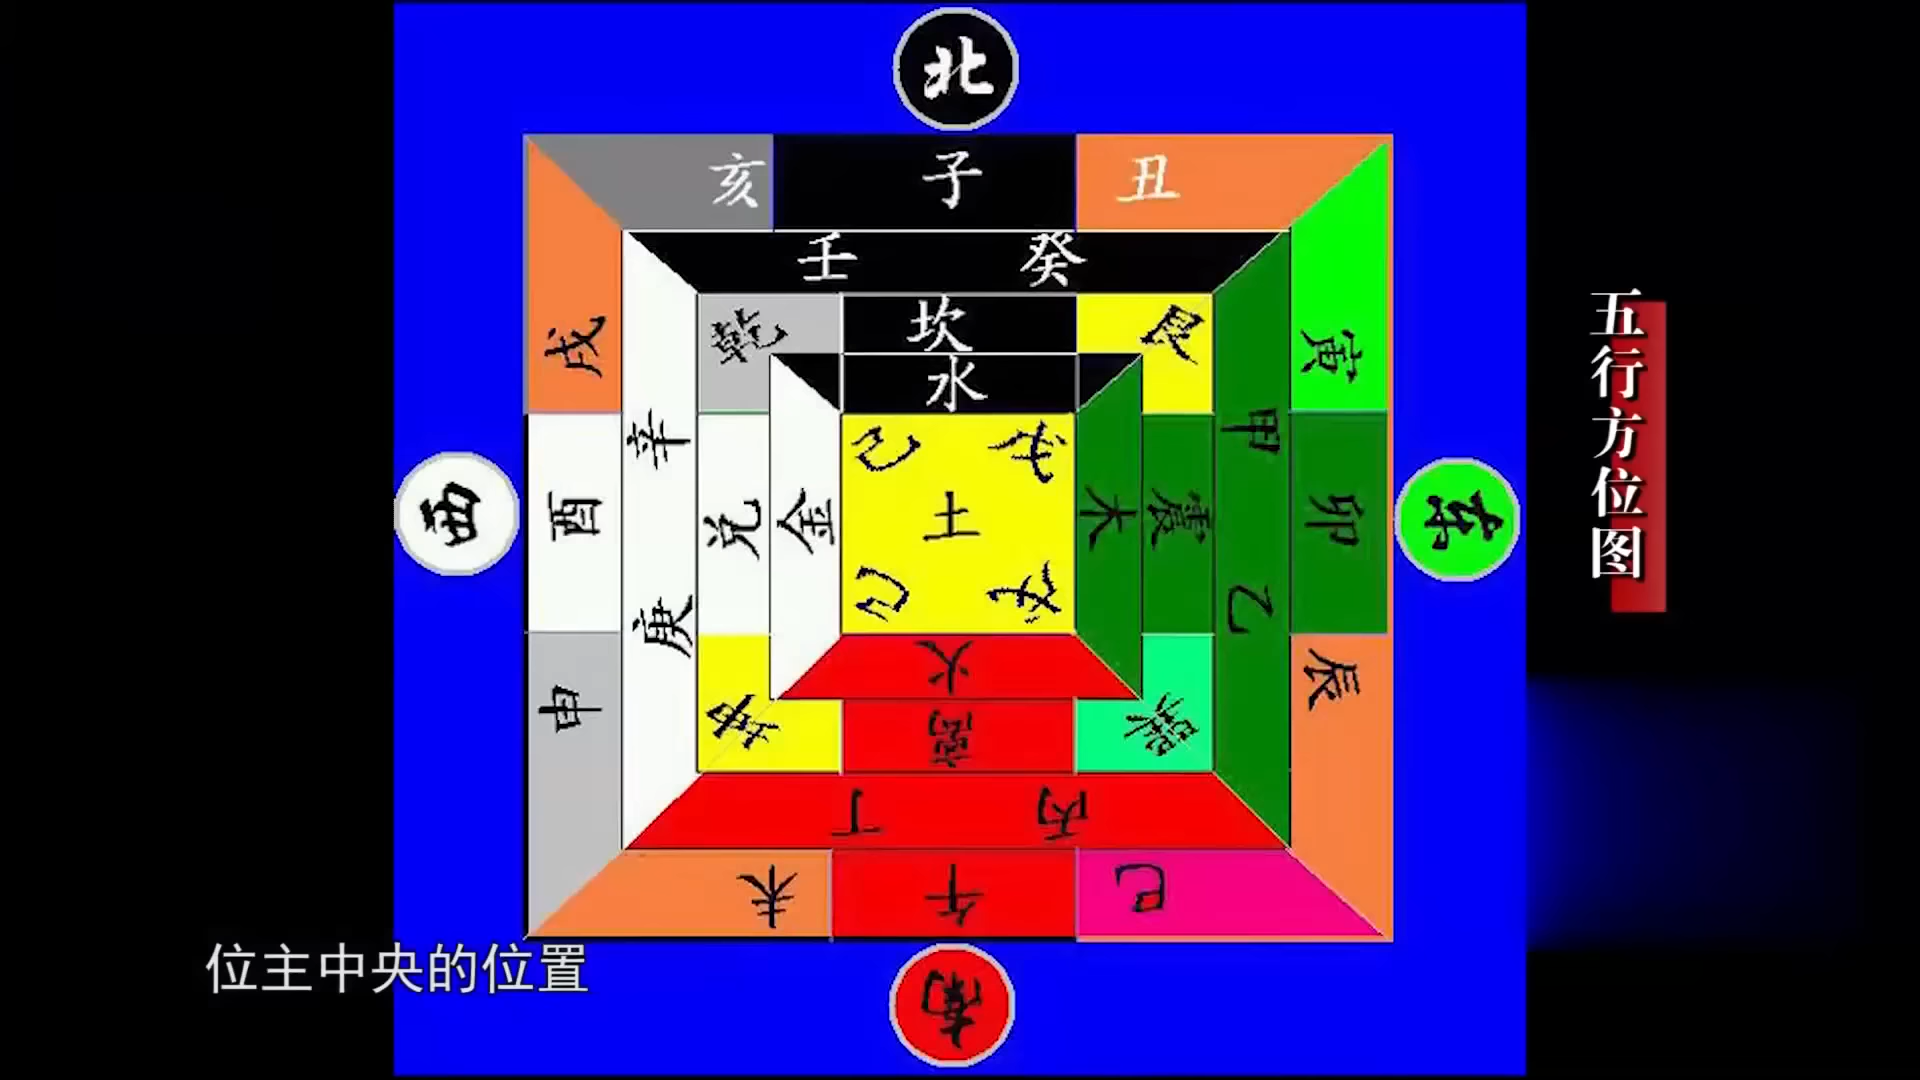 北
亥 子 丑
壬 癸
乾 坎 艮
水
戌 寅
辛 甲
己 戊
西 酉 兑 金 土 木 震 卯 东
庚 乙
己 戊
申 辰
火
坤 离 巽
丁 丙
未 午 巳
南
五行方位图
位主中央的位置